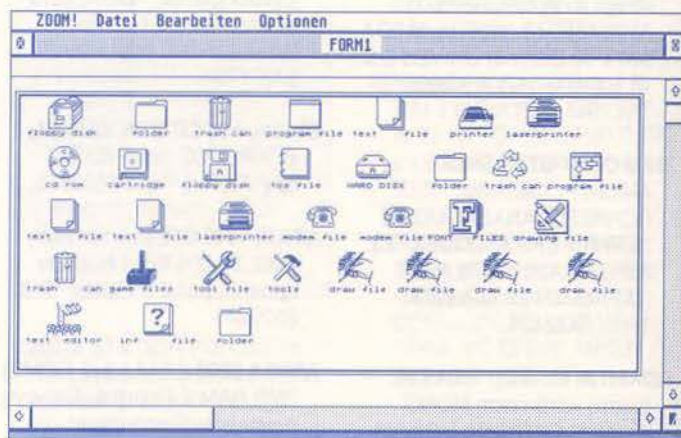 ZOOM! Datei Bearbeiten Optionen
FORM1
floppy disk folder trash can program file text file printer laserprinter
cd rom cartridge floppy disk tos file HARD DISK folder trash can program file
text file text file laserprinter modem file modem file FONT FILES drawing file
trash can game files tool file tools draw file draw file draw file draw file
text editor inf file folder